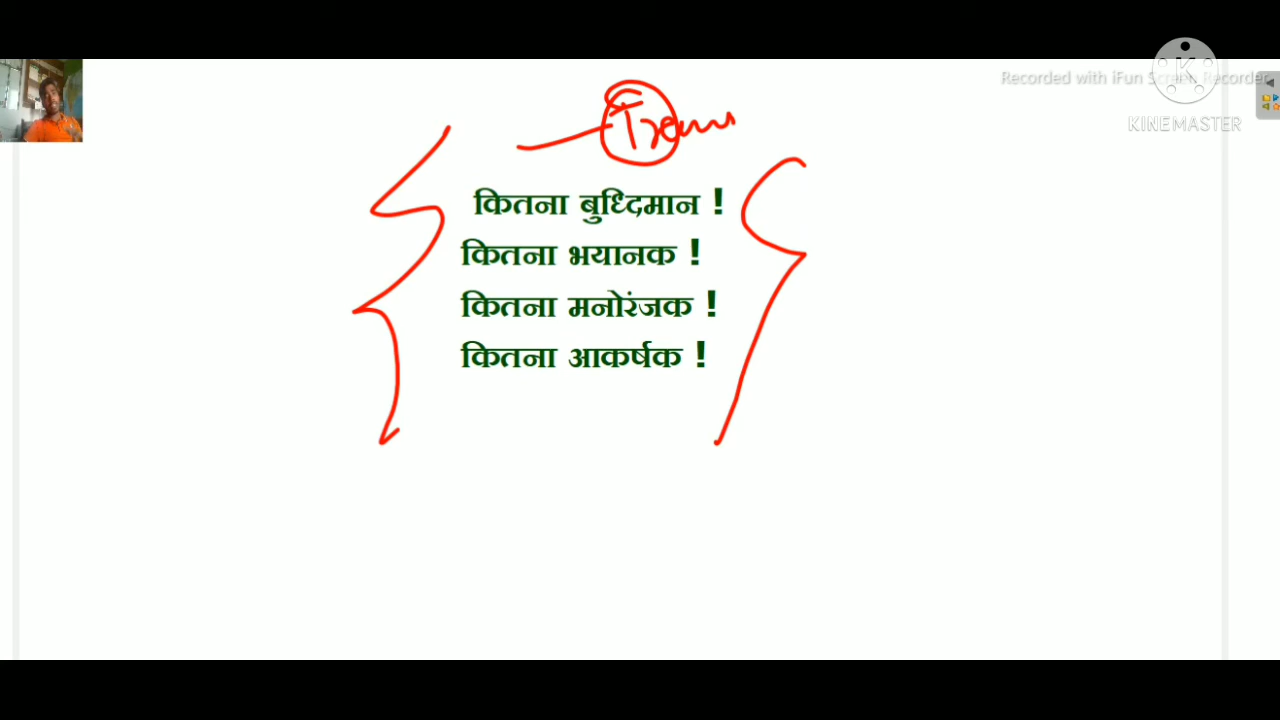 Recorded with iFun Screen Recorder
KINEMASTER
कितना बुध्दिमान !
कितना भयानक !
कितना मनोरंजक !
कितना आकर्षक !